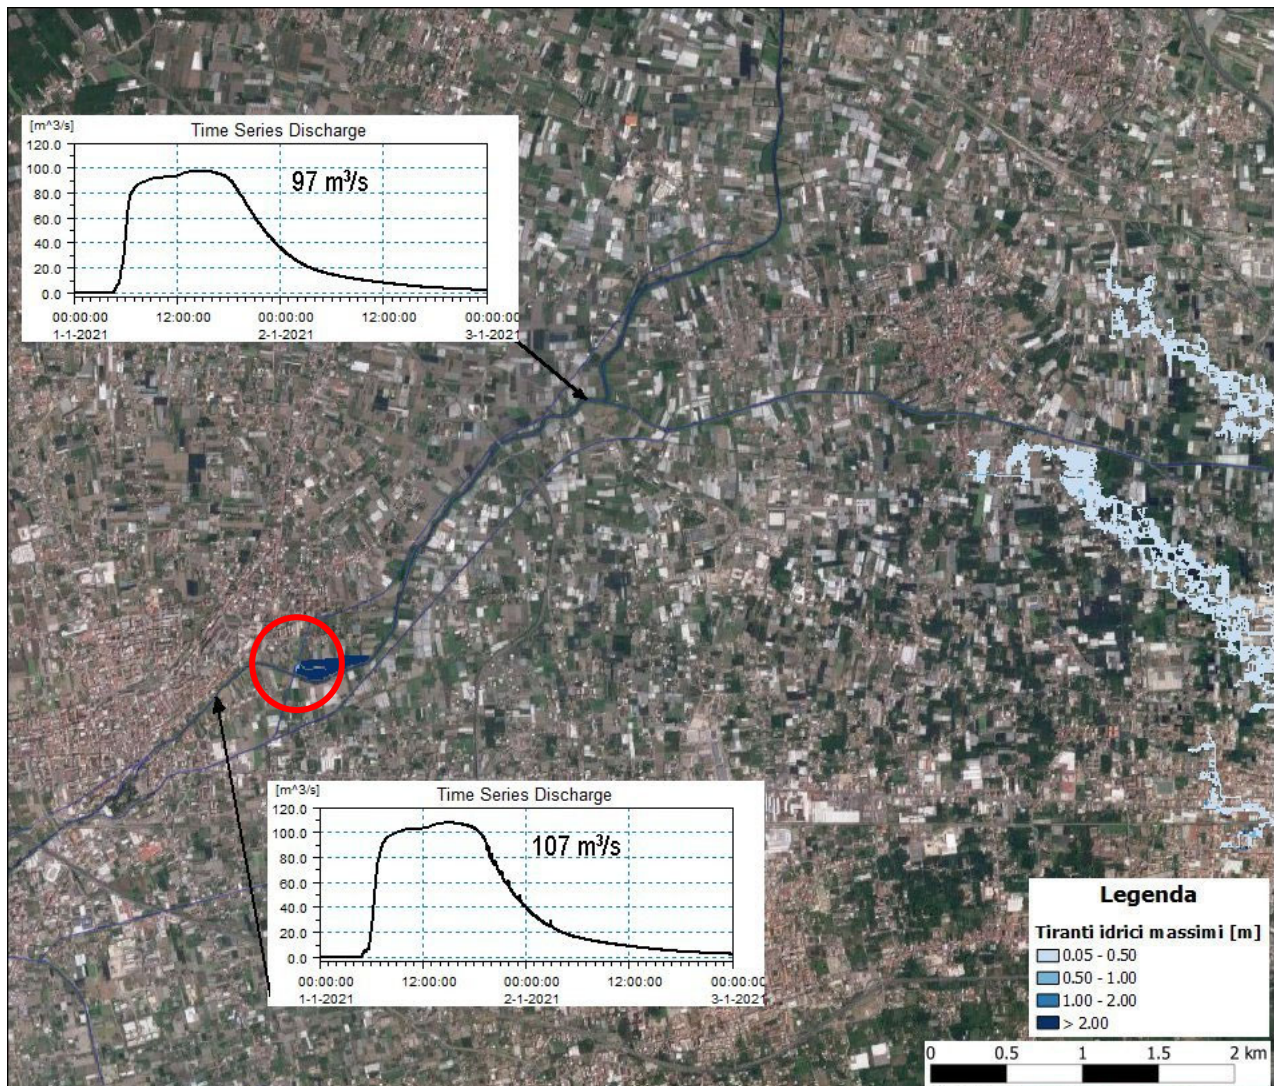 [m^3/s]
Time Series Discharge
120.0
100.0
80.0
60.0
40.0
20.0
0.0
97 m³/s
00:00:00 12:00:00 00:00:00 12:00:00 00:00:00
1-1-2021 2-1-2021 3-1-2021
[m^3/s]
Time Series Discharge
120.0
100.0
80.0
60.0
40.0
20.0
0.0
107 m³/s
00:00:00 12:00:00 00:00:00 12:00:00 00:00:00
1-1-2021 2-1-2021 3-1-2021
Legenda
Tiranti idrici massimi [m]
0.05 - 0.50
0.50 - 1.00
1.00 - 2.00
> 2.00
0 0.5 1 1.5 2 km